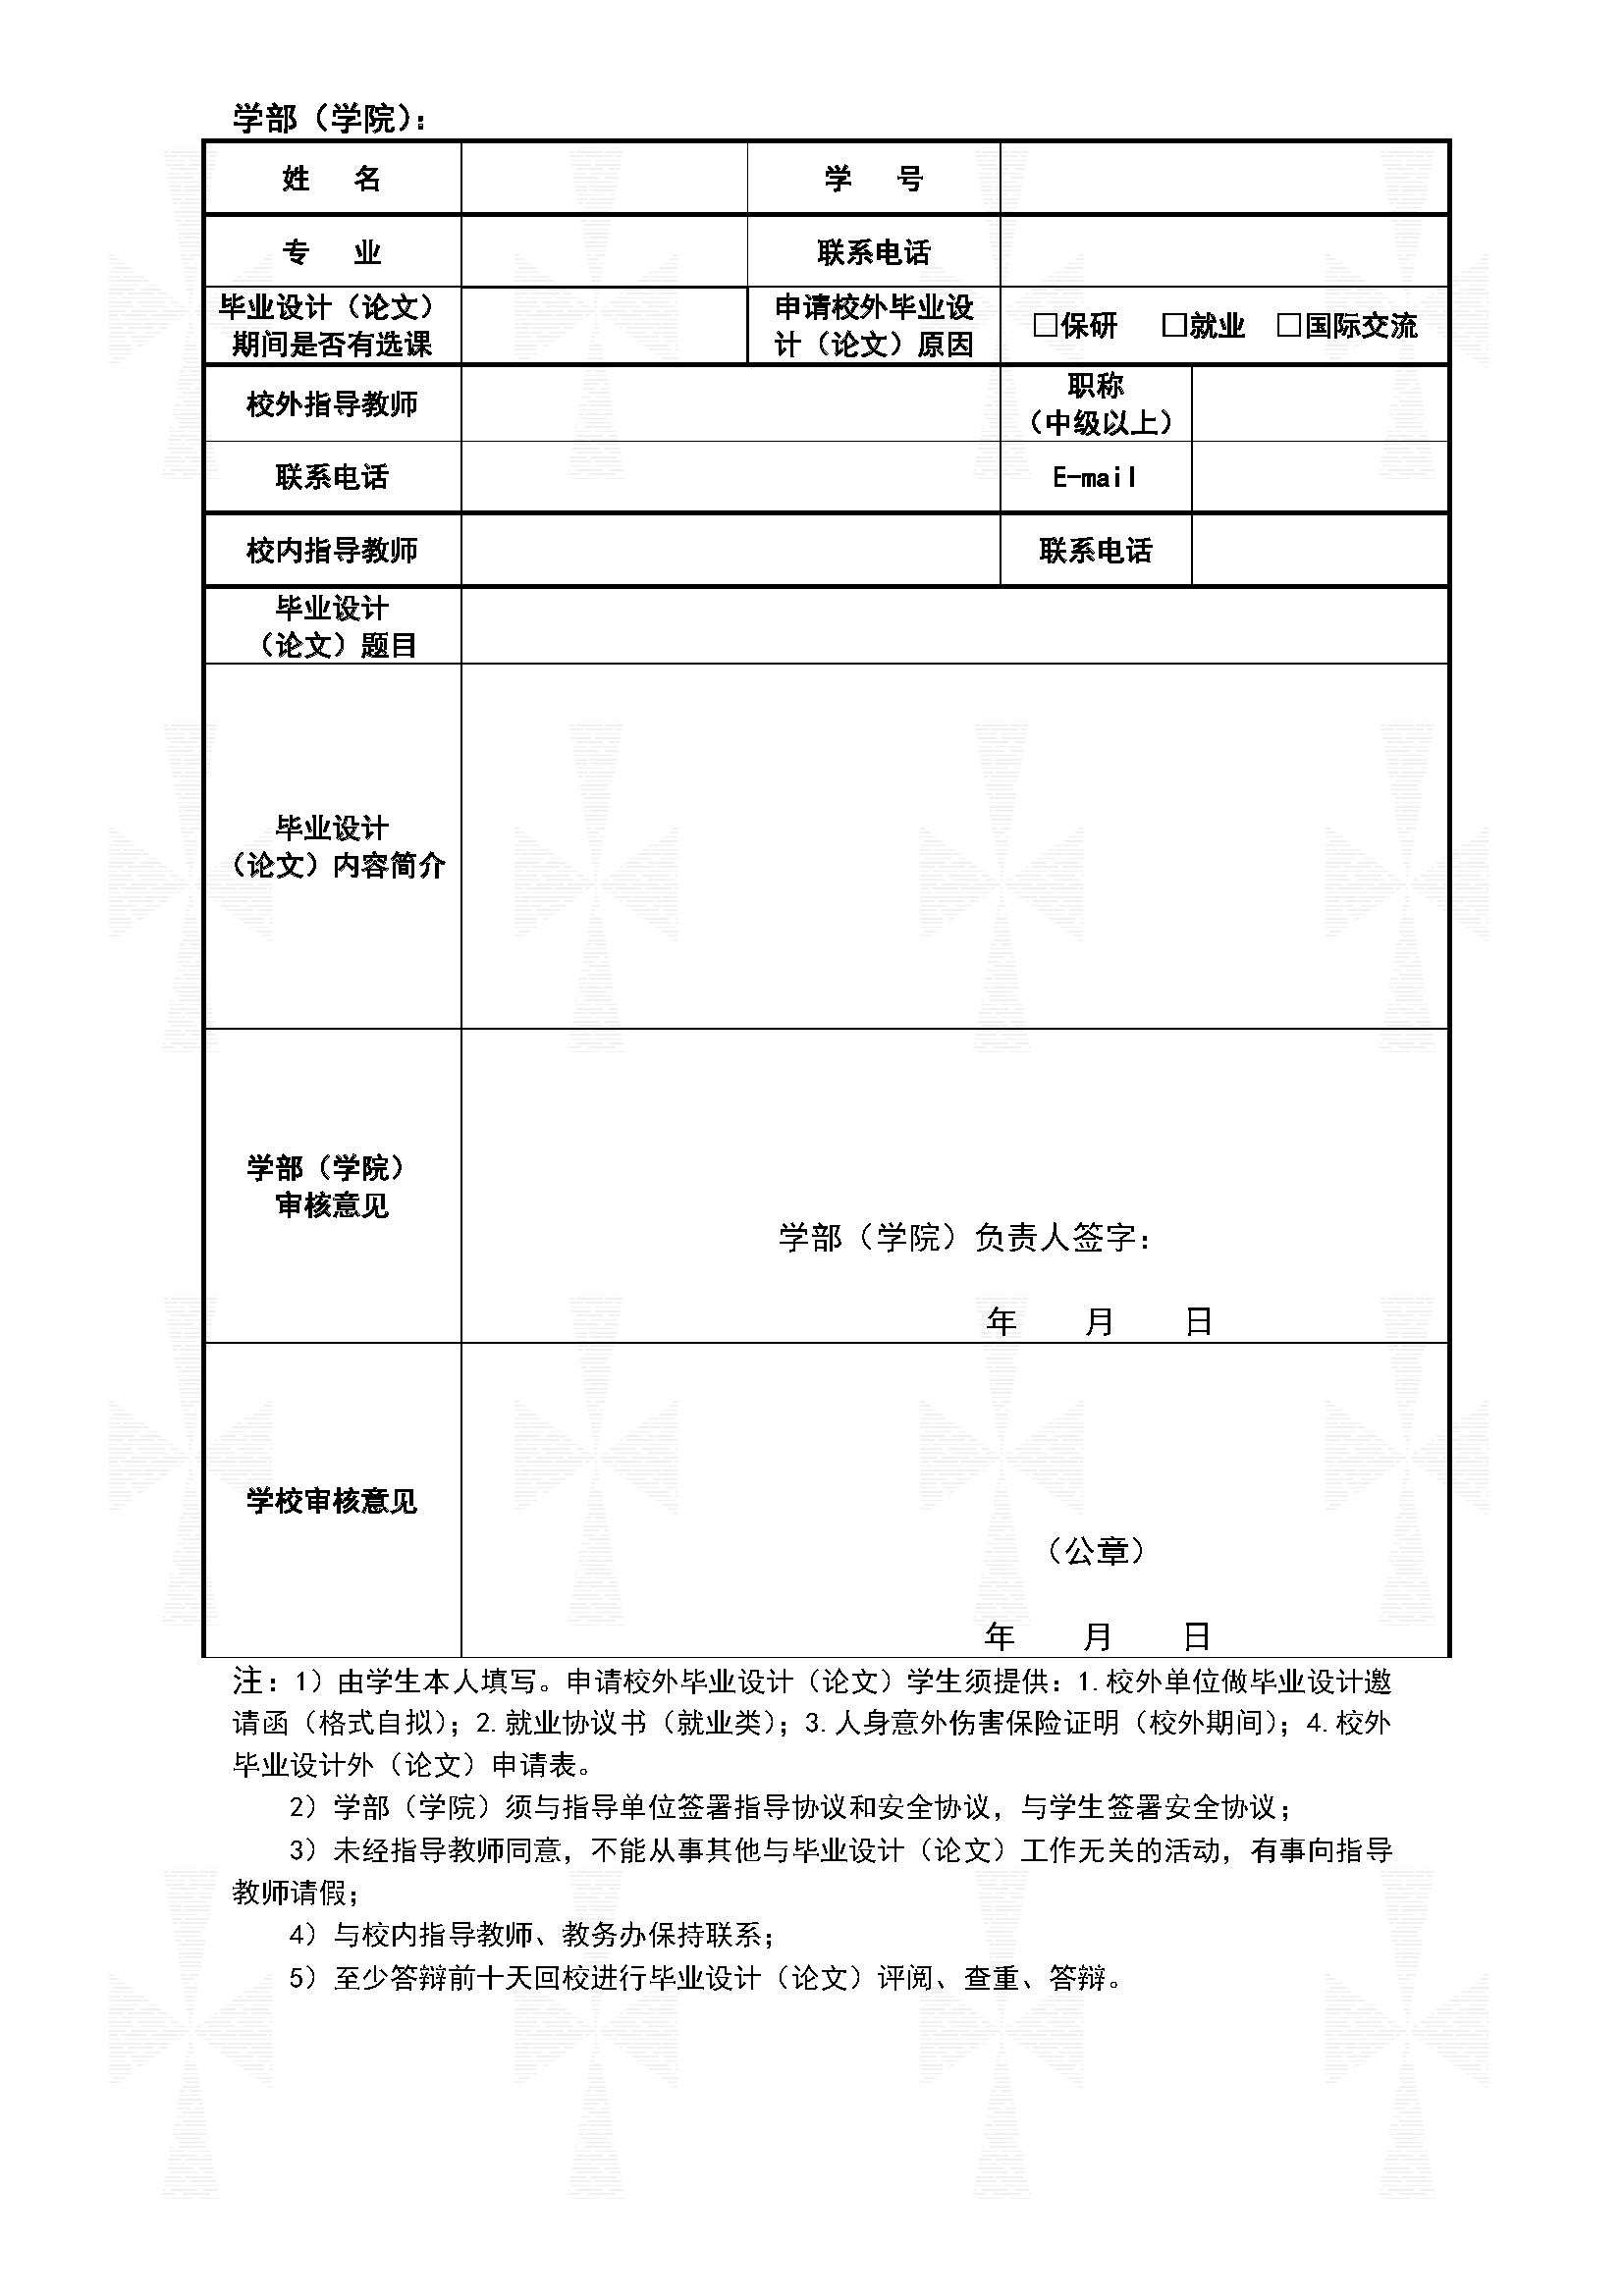 学部（学院）：
姓 名 学 号
专 业 联系电话
毕业设计（论文）
期间是否有选课
申请校外毕业设
计（论文）原因
□保研 □就业 □国际交流
校外指导教师
职称
（中级以上）
联系电话 E-mail
校内指导教师 联系电话
毕业设计
（论文）题目
毕业设计
（论文）内容简介
学部（学院）
审核意见
学部（学院）负责人签字：
年 月 日
学校审核意见
（公章）
年 月 日
注：1）由学生本人填写。申请校外毕业设计（论文）学生须提供：1.校外单位做毕业设计邀
请函（格式自拟）；2.就业协议书（就业类）；3.人身意外伤害保险证明（校外期间）；4.校外
毕业设计外（论文）申请表。
2）学部（学院）须与指导单位签署指导协议和安全协议，与学生签署安全协议；
3）未经指导教师同意，不能从事其他与毕业设计（论文）工作无关的活动，有事向指导
教师请假；
4）与校内指导教师、教务办保持联系；
5）至少答辩前十天回校进行毕业设计（论文）评阅、查重、答辩。